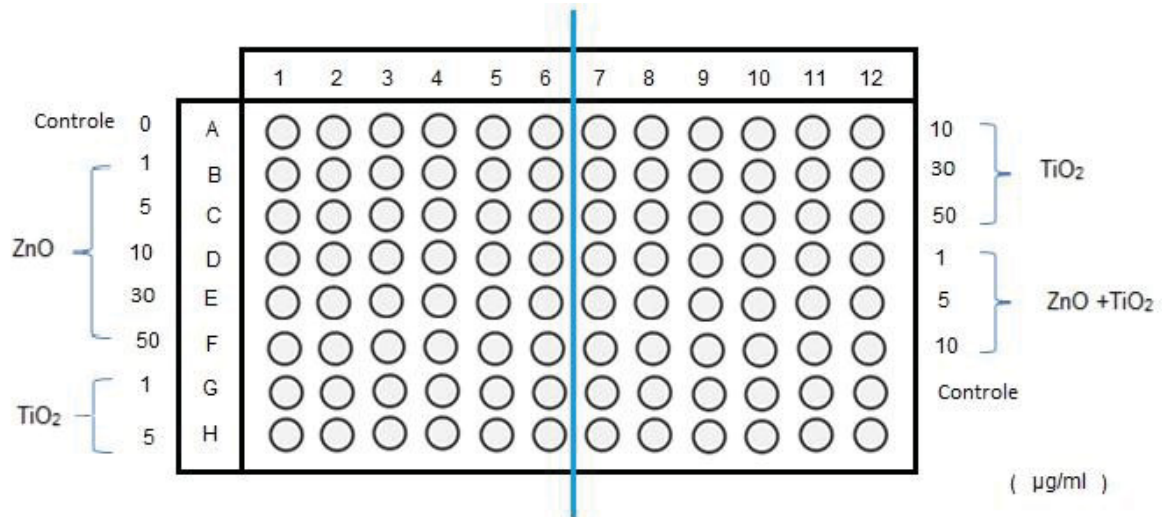 1 2 3 4 5 6 7 8 9 10 11 12
Controle 0 A 10
1 B 30 TiO₂
5 C 50
ZnO 10 D 1
30 E 5 ZnO +TiO₂
50 F 10
1 G Controle
TiO₂
5 H
( µg/ml )